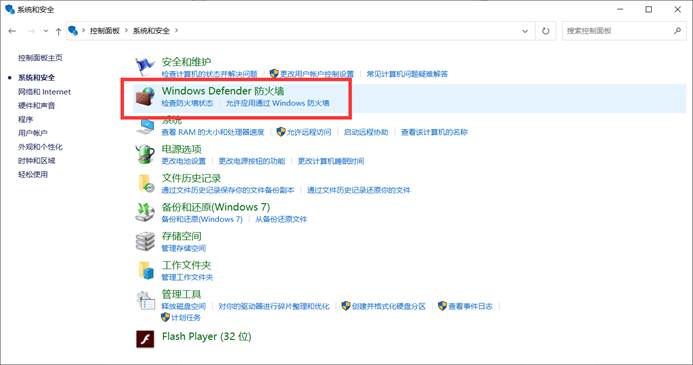 系统和安全
控制面板 系统和安全
搜索控制面板
控制面板主页
系统和安全
网络和 Internet
硬件和声音
程序
用户帐户
外观和个性化
时钟和区域
轻松使用
安全和维护
检查计算机的状态并解决问题 更改用户帐户控制设置 常见计算机问题疑难解答
Windows Defender 防火墙
检查防火墙状态 允许应用通过 Windows 防火墙
系统
查看 RAM 的大小和处理器速度 允许远程访问 启动远程协助 查看该计算机的名称
电源选项
更改电池设置 更改电源按钮的功能 更改计算机睡眠时间
文件历史记录
通过文件历史记录保存你的文件备份副本 通过文件历史记录还原你的文件
备份和还原(Windows 7)
备份和还原(Windows 7) 从备份还原文件
存储空间
管理存储空间
工作文件夹
管理工作文件夹
管理工具
释放磁盘空间 对你的驱动器进行碎片整理和优化 创建并格式化硬盘分区 查看事件日志
计划任务
Flash Player (32 位)